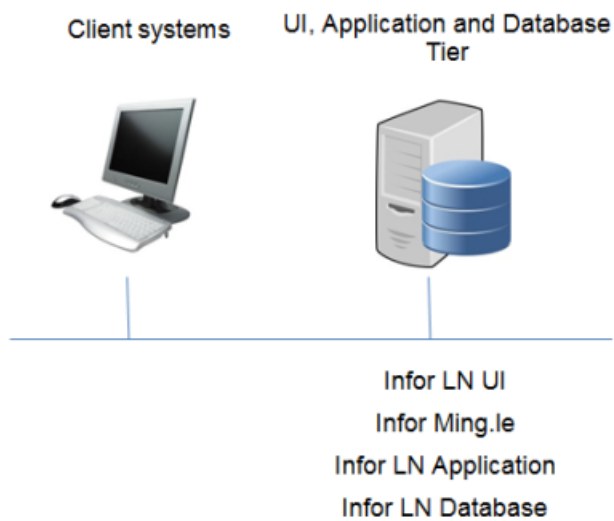 Client systems
UI, Application and Database
Tier
Infor LN UI
Infor Ming.le
Infor LN Application
Infor LN Database